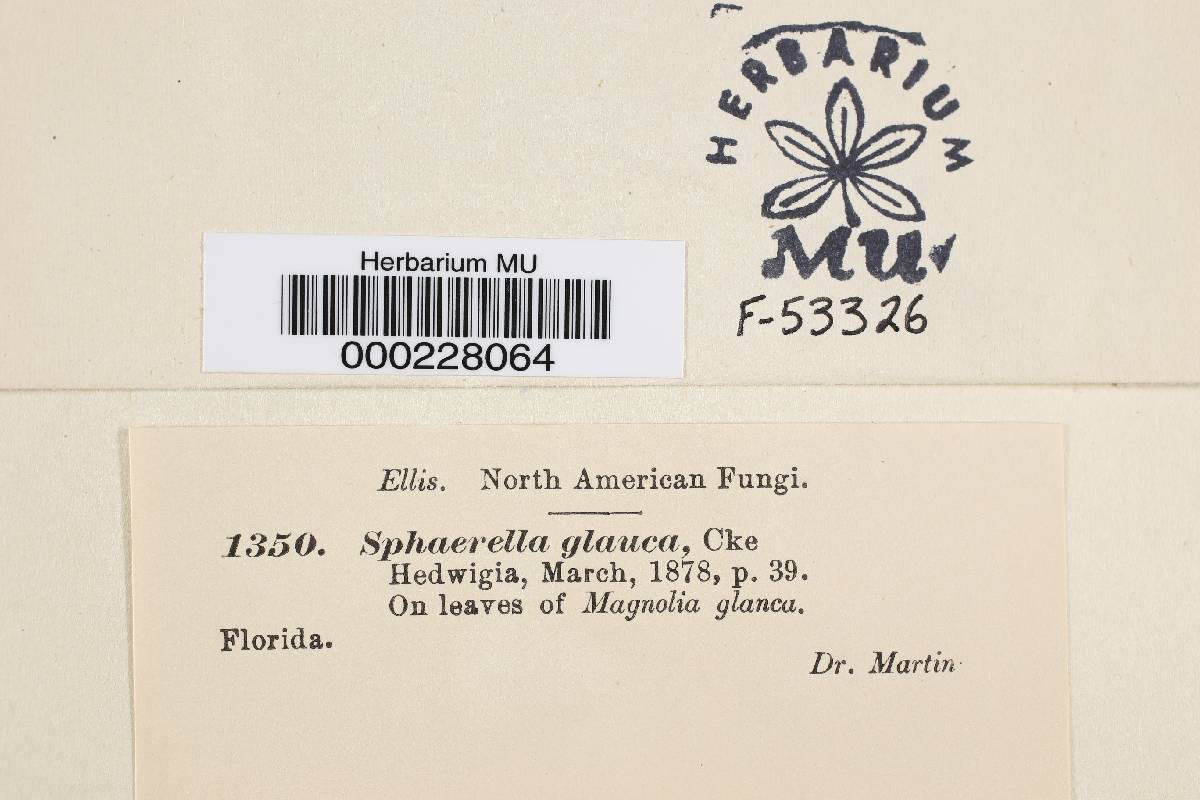 HERBARIUM
MU
F-53326
Herbarium MU
000228064
Ellis. North American Fungi.
1350. Sphaerella glauca, Cke
Hedwigia, March, 1878, p. 39.
On leaves of Magnolia glanca.
Florida.
Dr. Martin